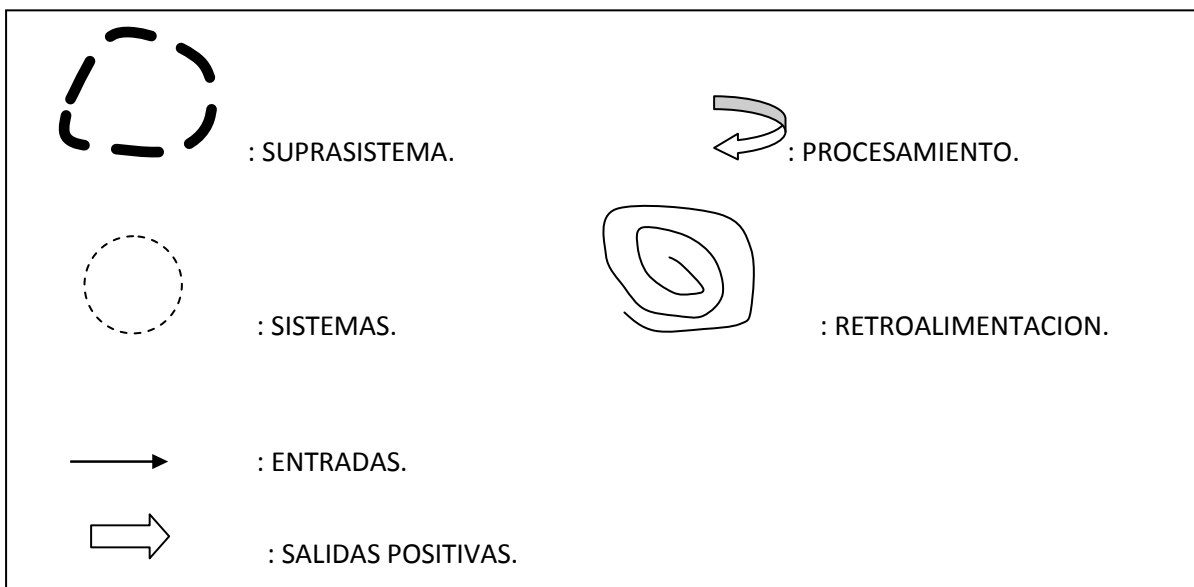 : SUPRASISTEMA.
: PROCESAMIENTO.
: SISTEMAS.
: RETROALIMENTACION.
: ENTRADAS.
: SALIDAS POSITIVAS.